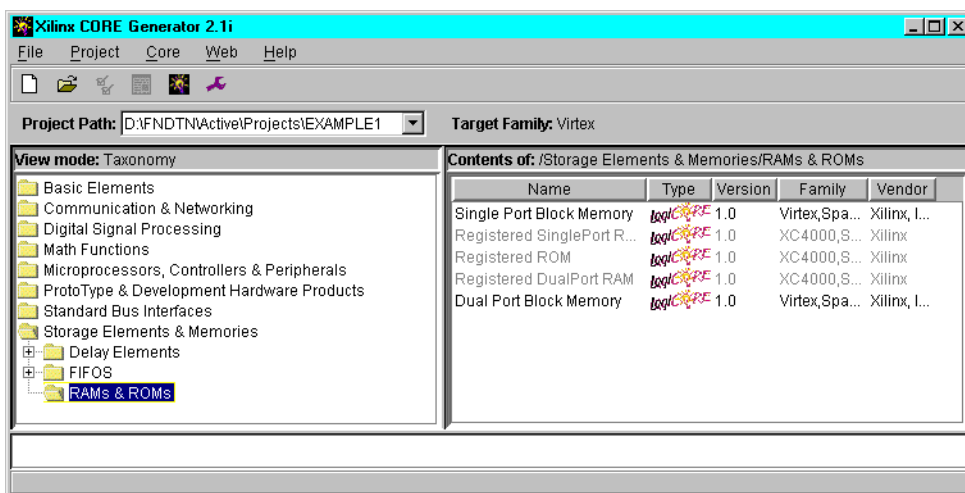 Xilinx CORE Generator 2.1i
File Project Core Web Help
Project Path: D:\FNDTN\Active\Projects\EXAMPLE1 Target Family: Virtex
View mode: Taxonomy
Basic Elements
Communication & Networking
Digital Signal Processing
Math Functions
Microprocessors, Controllers & Peripherals
ProtoType & Development Hardware Products
Standard Bus Interfaces
Storage Elements & Memories
Delay Elements
FIFOS
RAMs & ROMs
Contents of: /Storage Elements & Memories/RAMs & ROMs
Name Type Version Family Vendor
Single Port Block Memory LogiCORE 1.0 Virtex,Spa... Xilinx, I...
Registered SinglePort R... LogiCORE 1.0 XC4000,S... Xilinx
Registered ROM LogiCORE 1.0 XC4000,S... Xilinx
Registered DualPort RAM LogiCORE 1.0 XC4000,S... Xilinx
Dual Port Block Memory LogiCORE 1.0 Virtex,Spa... Xilinx, I...